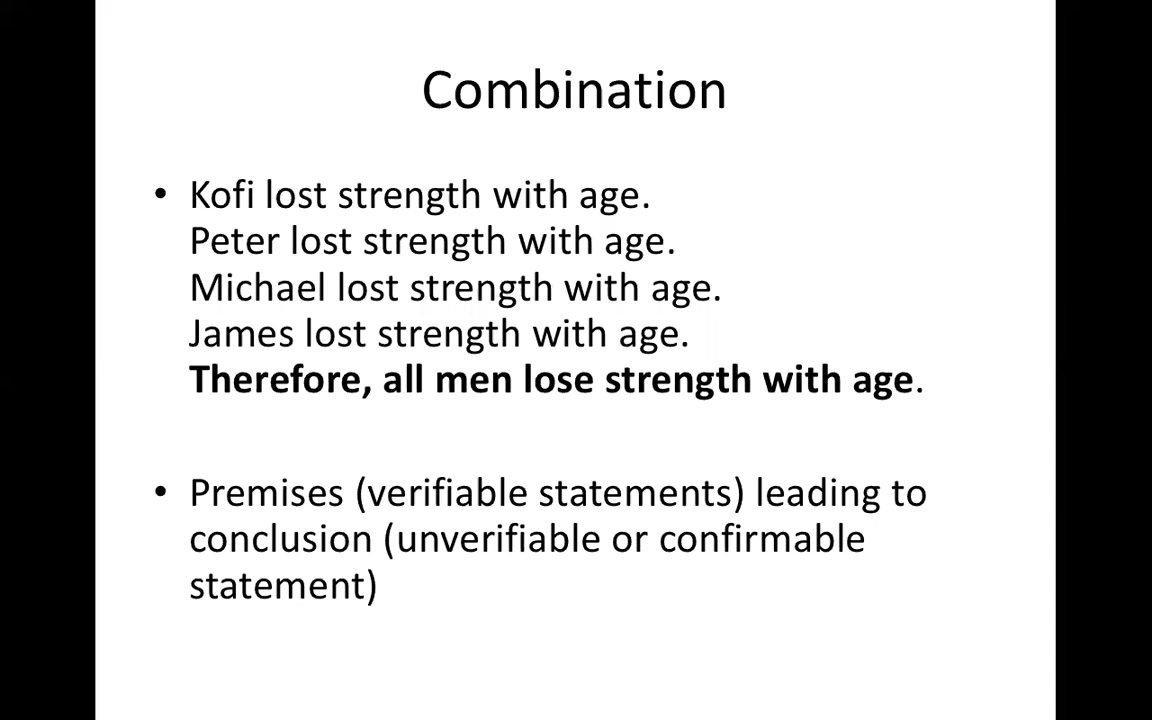 Combination
• Kofi lost strength with age.
Peter lost strength with age.
Michael lost strength with age.
James lost strength with age.
Therefore, all men lose strength with age.
• Premises (verifiable statements) leading to
conclusion (unverifiable or confirmable
statement)